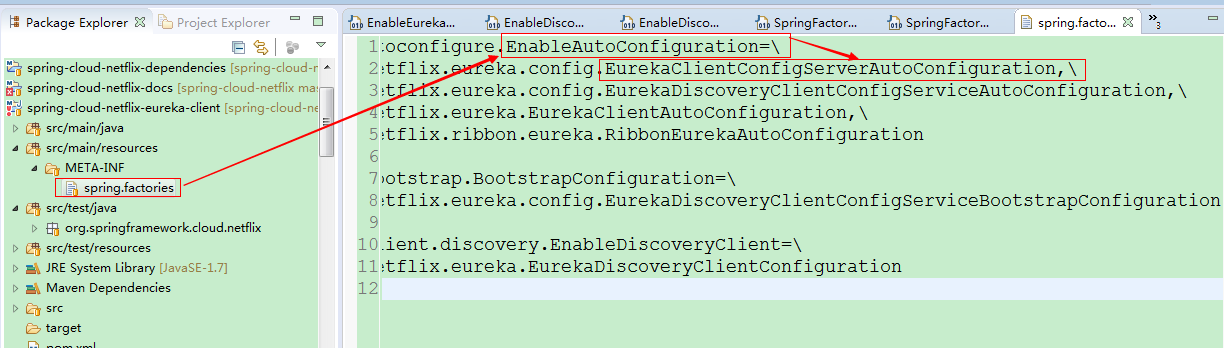 Package Explorer
Project Explorer
EnableEureka...
EnableDisco...
EnableDisco...
SpringFactor...
SpringFactor...
spring.facto...
»3
spring-cloud-netflix-dependencies [spring-cloud-n
spring-cloud-netflix-docs [spring-cloud-netflix mas
spring-cloud-netflix-eureka-client [spring-cloud-ne
src/main/java
src/main/resources
META-INF
spring.factories
src/test/java
org.springframework.cloud.netflix
src/test/resources
JRE System Library [JavaSE-1.7]
Maven Dependencies
src
target
pom.xml
1 toconfigure.EnableAutoConfiguration=\
2 etflix.eureka.config.EurekaClientConfigServerAutoConfiguration,\
3 etflix.eureka.config.EurekaDiscoveryClientConfigServiceAutoConfiguration,\
4 etflix.eureka.EurekaClientAutoConfiguration,\
5 etflix.ribbon.eureka.RibbonEurekaAutoConfiguration
6
7 ootstrap.BootstrapConfiguration=\
8 etflix.eureka.config.EurekaDiscoveryClientConfigServiceBootstrapConfiguration
9
10 lient.discovery.EnableDiscoveryClient=\
11 etflix.eureka.EurekaDiscoveryClientConfiguration
12